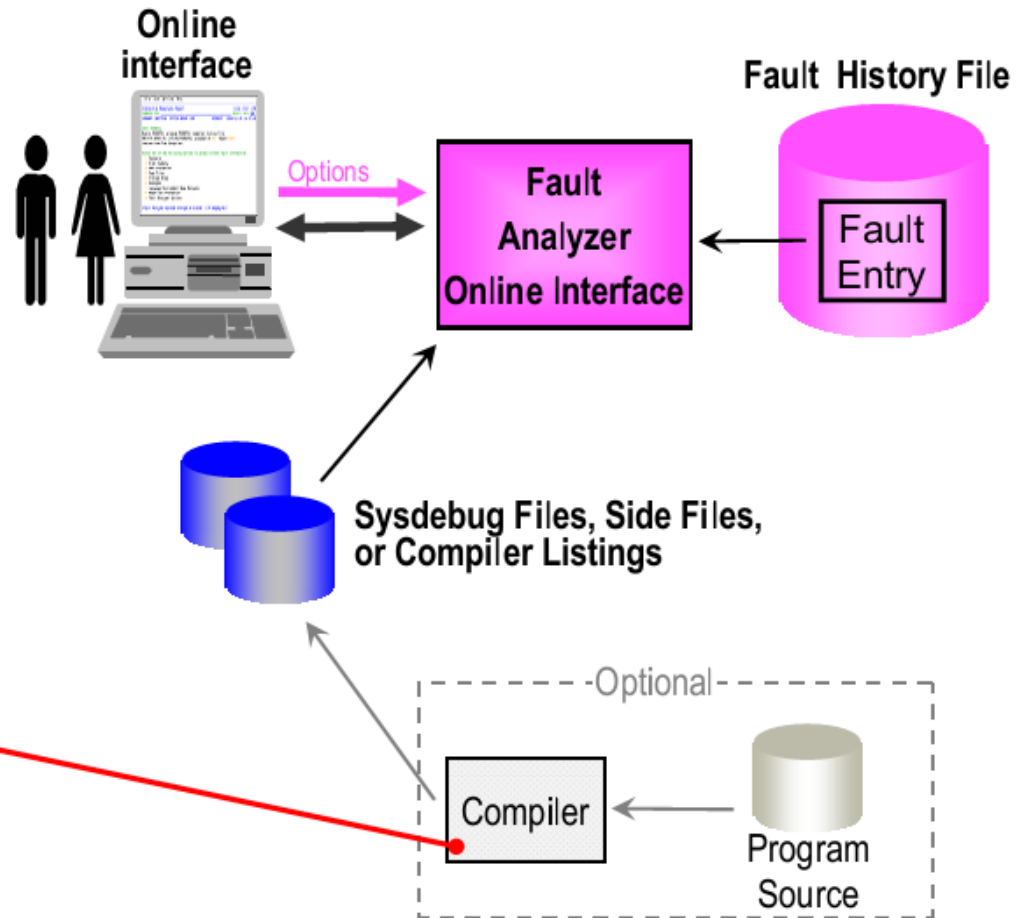 Online
interface
Fault History File
Options
Fault
Analyzer
Online Interface
Fault
Entry
Sysdebug Files, Side Files,
or Compiler Listings
Optional
Compiler
Program
Source